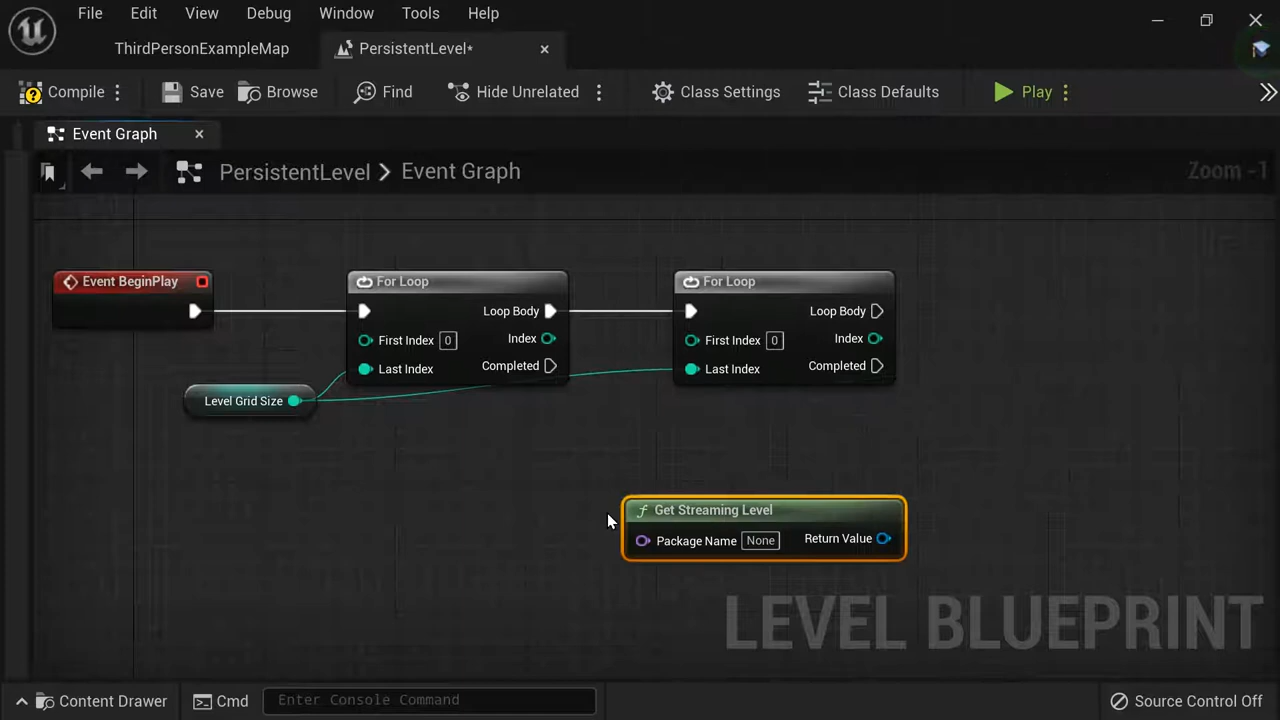 File Edit View Debug Window Tools Help
ThirdPersonExampleMap PersistentLevel*
Compile Save Browse Find Hide Unrelated Class Settings Class Defaults Play
Event Graph
PersistentLevel > Event Graph Zoom -1
Event BeginPlay For Loop For Loop
Loop Body Loop Body
First Index 0 Index First Index 0 Index
Last Index Completed Last Index Completed
Level Grid Size
f Get Streaming Level
Package Name None Return Value
LEVEL BLUEPRINT
Content Drawer Cmd Enter Console Command Source Control Off